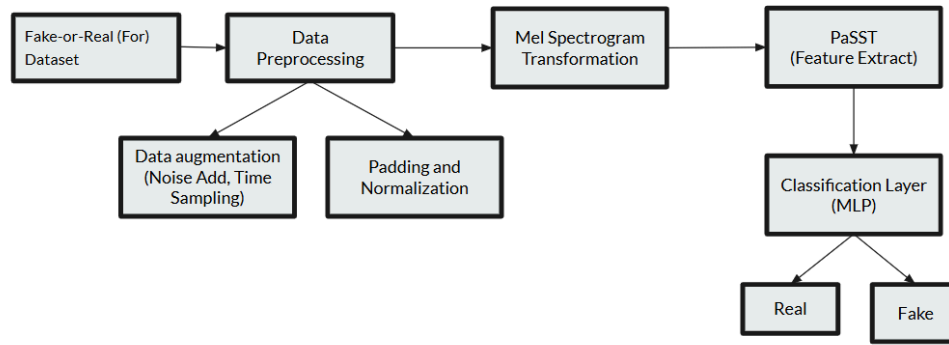 Fake-or-Real (For)
Dataset
Data
Preprocessing
Mel Spectrogram
Transformation
PaSST
(Feature Extract)
Data augmentation
(Noise Add, Time
Sampling)
Padding and
Normalization
Classification Layer
(MLP)
Real
Fake